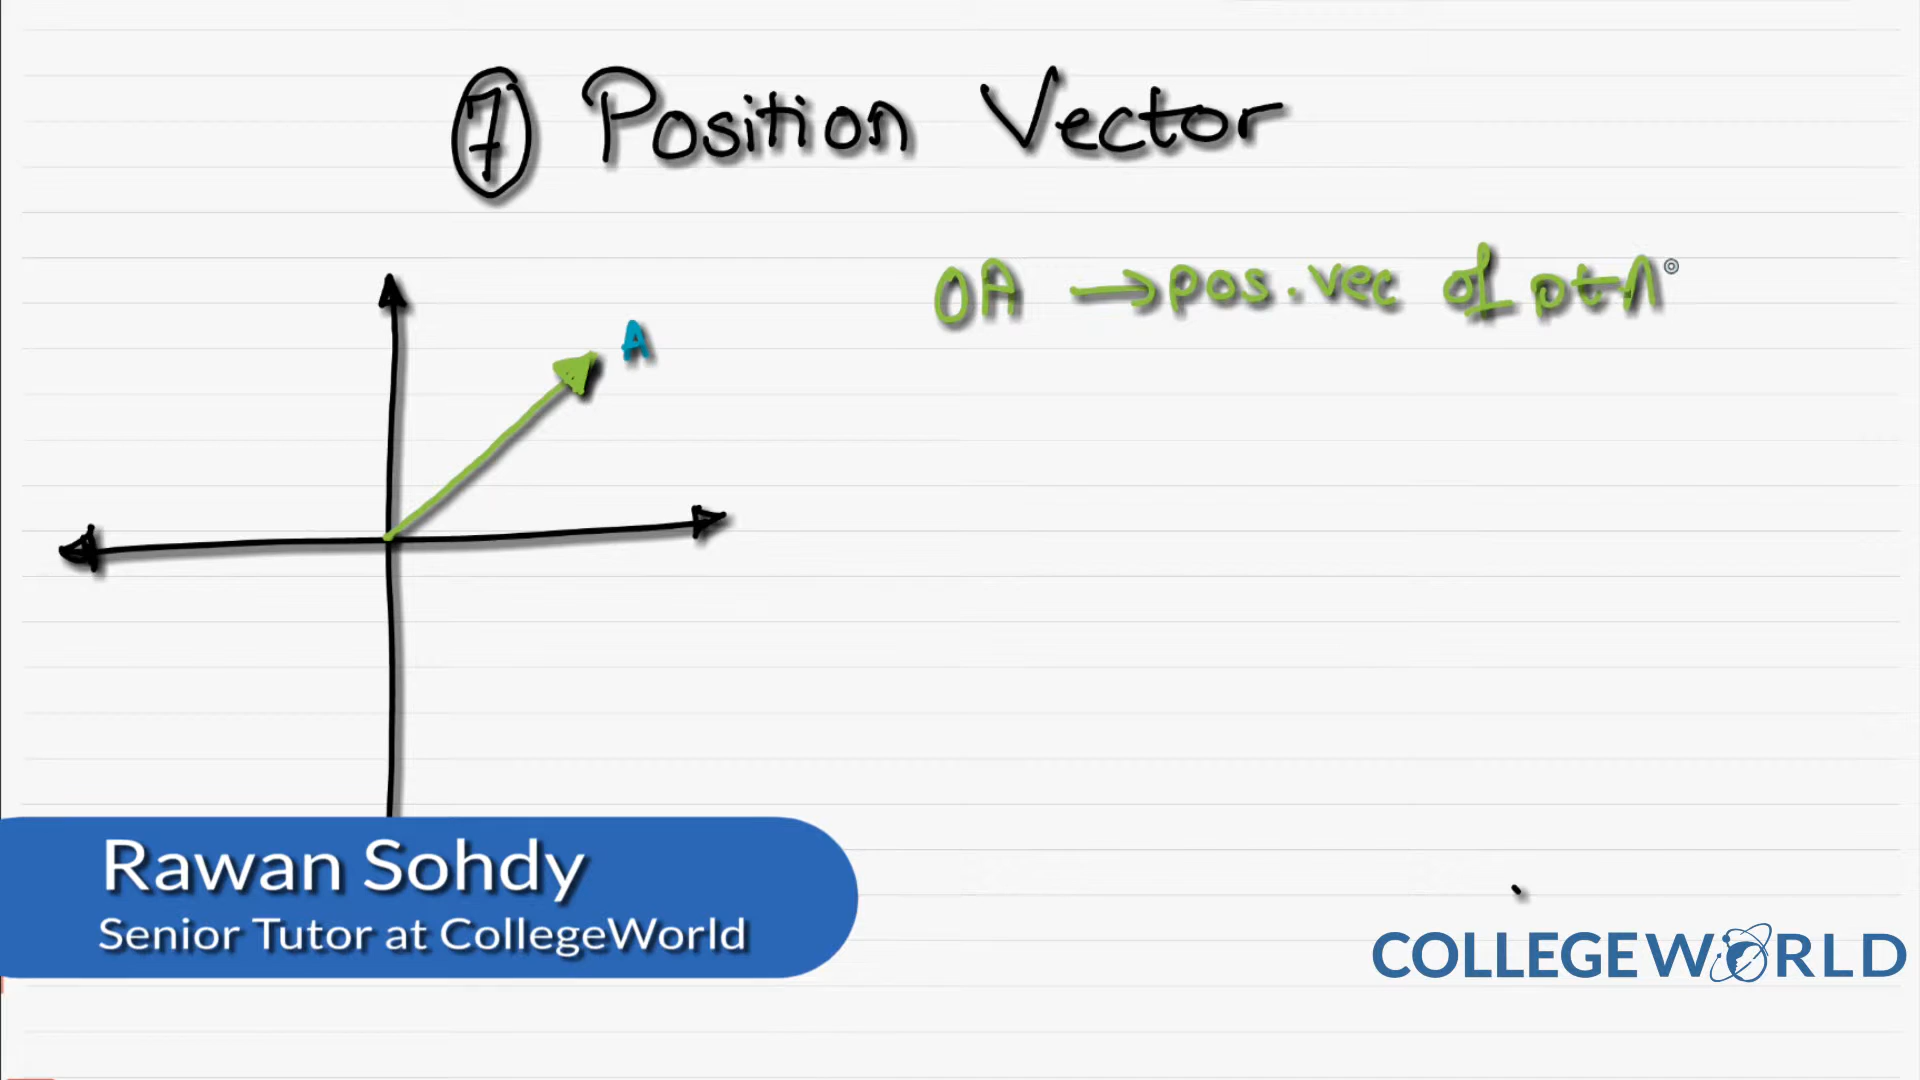 ⑦ Position Vector
OA → pos. vec of pt A
A
Rawan Sohdy
Senior Tutor at CollegeWorld
COLLEGEWORLD